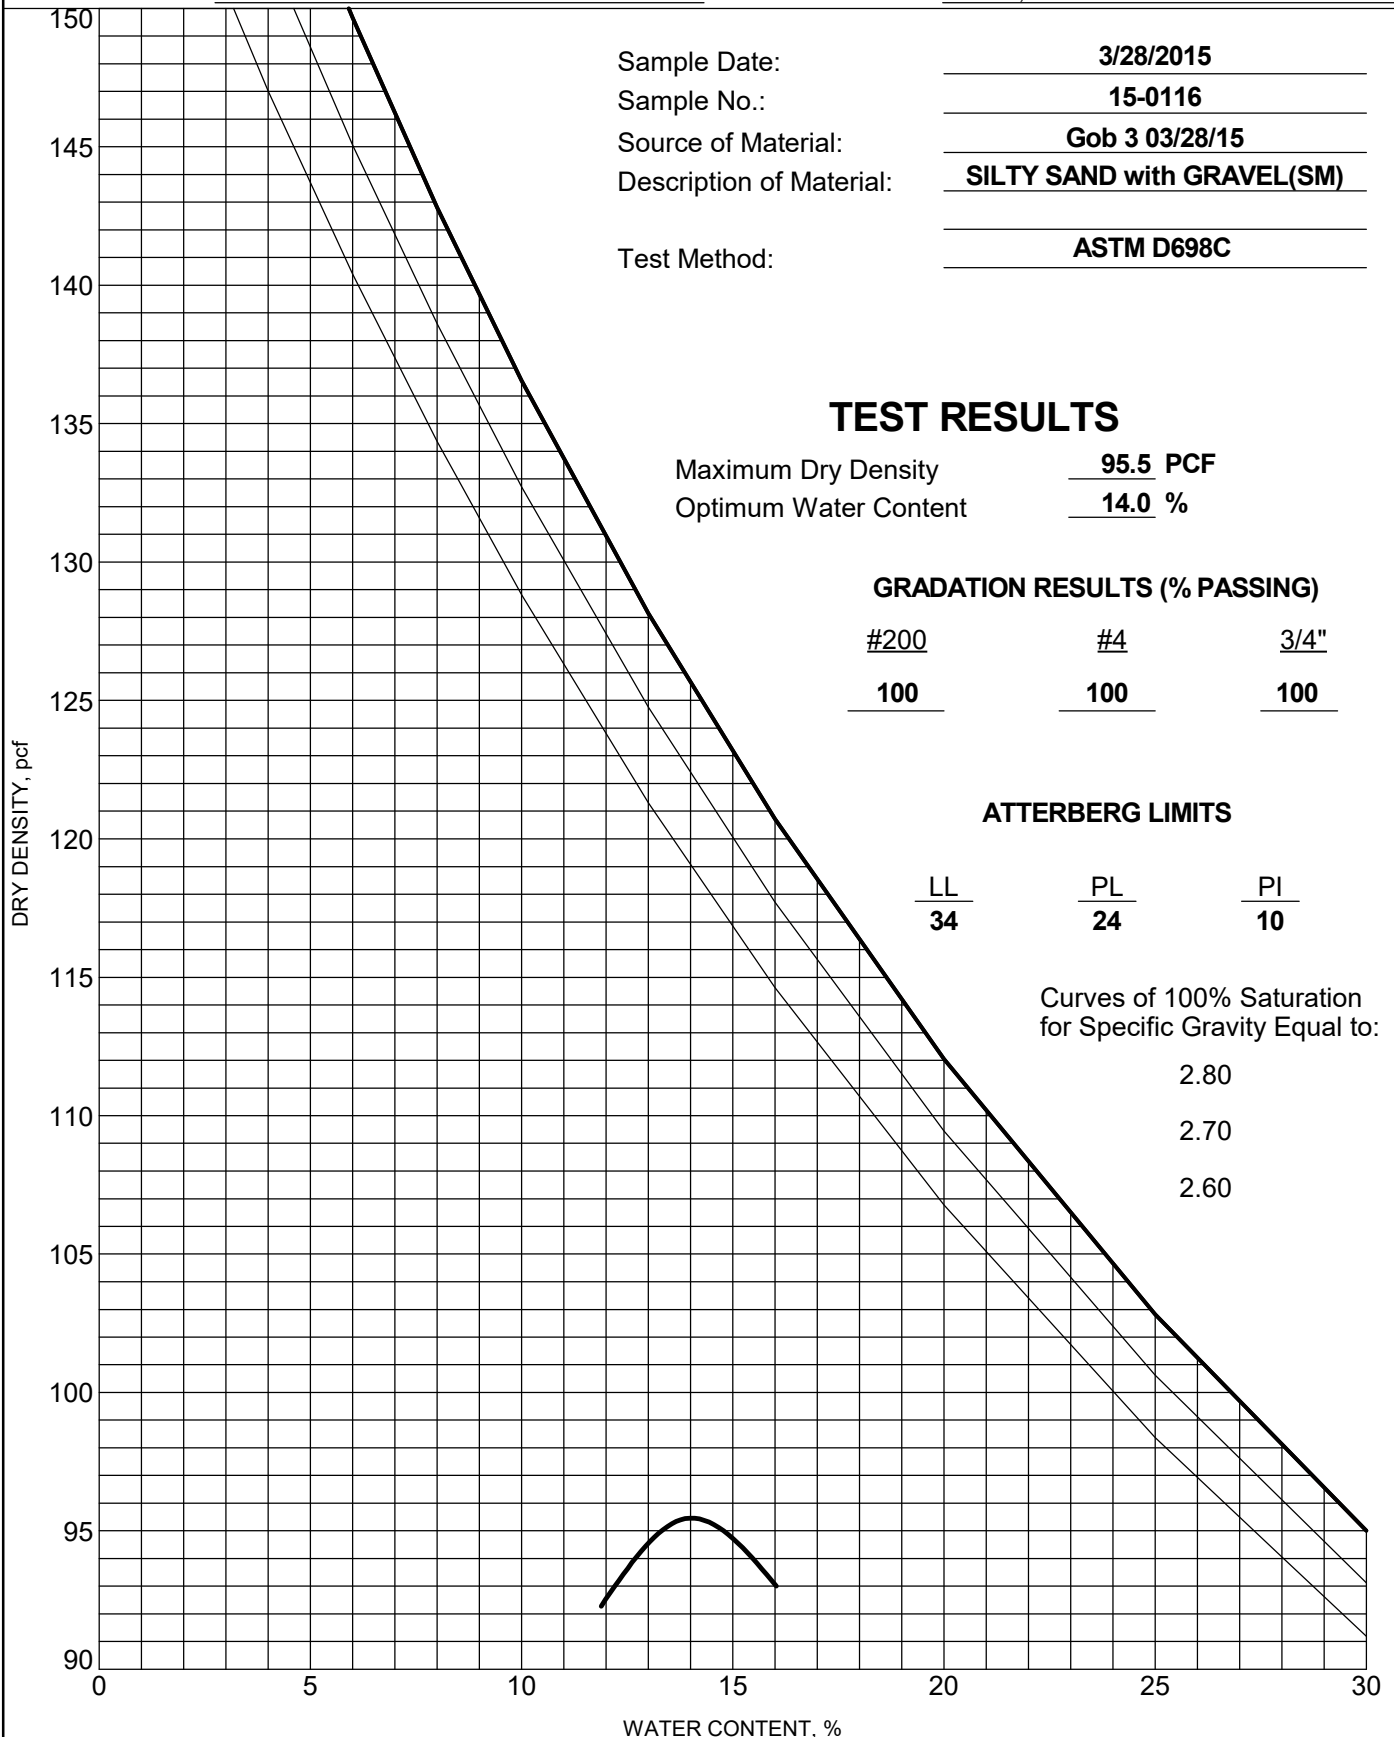 Sample Date: 3/28/2015
Sample No.: 15-0116
Source of Material: Gob 3 03/28/15
Description of Material: SILTY SAND with GRAVEL(SM)
Test Method: ASTM D698C
TEST RESULTS
Maximum Dry Density 95.5 PCF
Optimum Water Content 14.0 %
GRADATION RESULTS (% PASSING)
#200 #4 3/4"
100 100 100
ATTERBERG LIMITS
LL PL PI
34 24 10
Curves of 100% Saturation
for Specific Gravity Equal to:
2.80
2.70
2.60
DRY DENSITY, pcf
150
145
140
135
130
125
120
115
110
105
100
95
90
0 5 10 15 20 25 30
WATER CONTENT, %